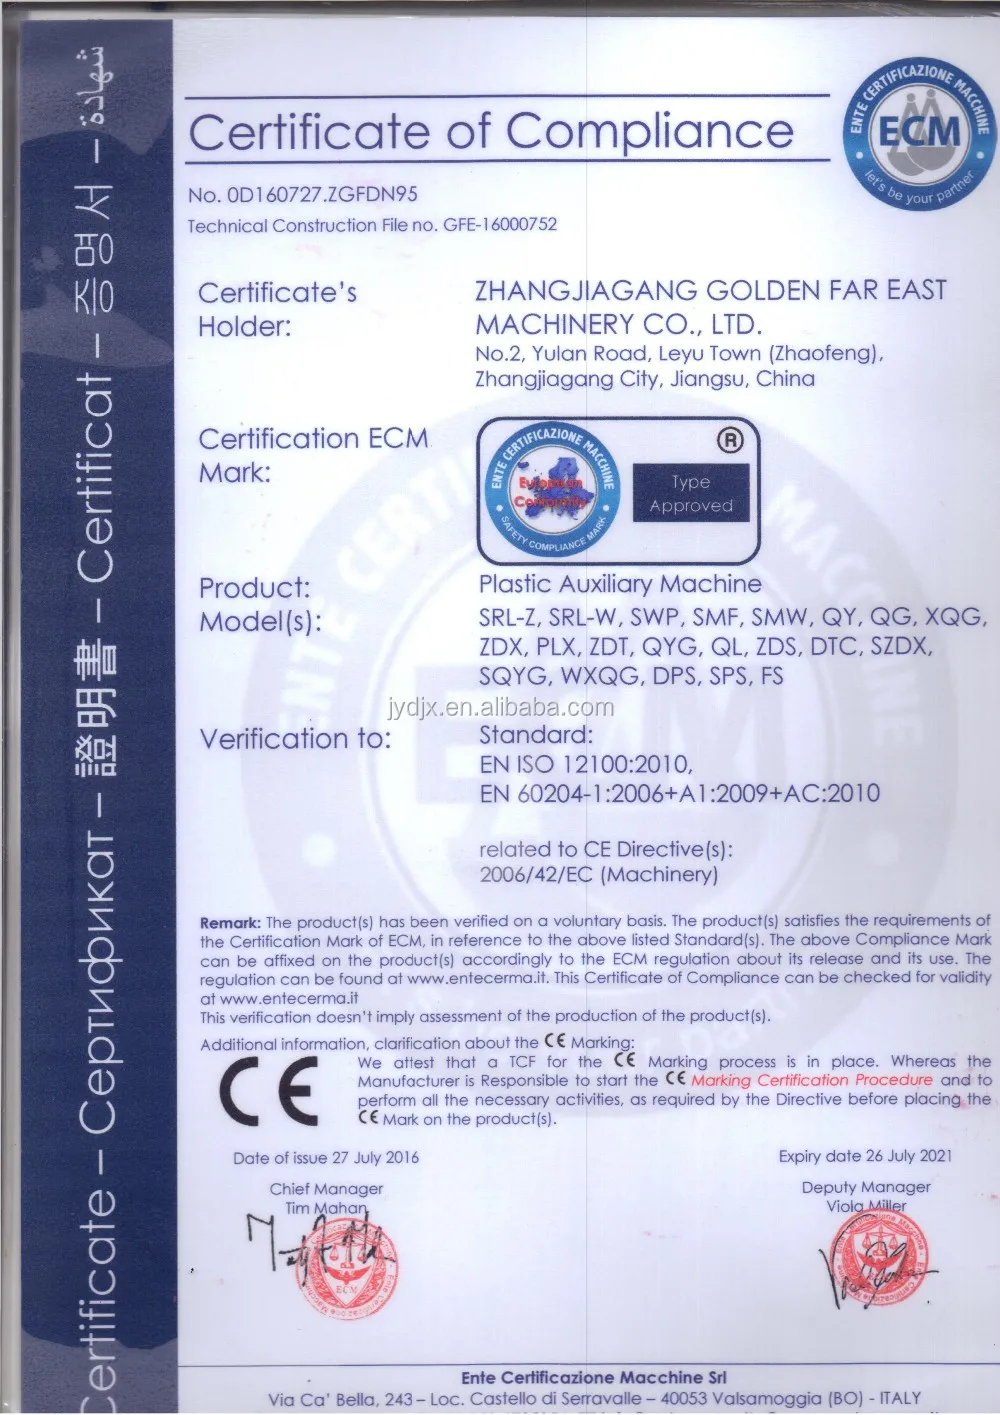 Certificate of Compliance
ENTE CERTIFICAZIONE MACCHINE
ECM
let's be your partner
No. 0D160727.ZGFDN95
Technical Construction File no. GFE-16000752
Certificate's
Holder:
ZHANGJIAGANG GOLDEN FAR EAST
MACHINERY CO., LTD.
No.2, Yulan Road, Leyu Town (Zhaofeng),
Zhangjiagang City, Jiangsu, China
Certification ECM
Mark:
ENTE CERTIFICAZIONE MACCHINE
European
SAFETY COMPLIANCE MARK
®
Type
Approved
Product:
Plastic Auxiliary Machine
Model(s):
SRL-Z, SRL-W, SWP, SMF, SMW, QY, QG, XQG,
ZDX, PLX, ZDT, QYG, QL, ZDS, DTC, SZDX,
SQYG, WXQG, DPS, SPS, FS
jydjx.en.alibaba.com
Verification to:
Standard:
EN ISO 12100:2010,
EN 60204-1:2006+A1:2009+AC:2010
related to CE Directive(s):
2006/42/EC (Machinery)
Remark: The product(s) has been verified on a voluntary basis. The product(s) satisfies the requirements of
the Certification Mark of ECM, in reference to the above listed Standard(s). The above Compliance Mark
can be affixed on the product(s) accordingly to the ECM regulation about its release and its use. The
regulation can be found at www.entecerma.it. This Certificate of Compliance can be checked for validity
at www.entecerma.it
This verification doesn't imply assessment of the production of the product(s).
Additional information, clarification about the CE Marking:
CE
We attest that a TCF for the CE Marking process is in place. Whereas the
Manufacturer is Responsible to start the CE Marking Certification Procedure and to
perform all the necessary activities, as required by the Directive before placing the
CE Mark on the product(s).
Date of issue 27 July 2016
Expiry date 26 July 2021
Chief Manager
Tim Mahan
Deputy Manager
Viola Miller
ECM
Ente Certificazione Macchine Srl
Via Ca' Bella, 243 – Loc. Castello di Serravalle – 40053 Valsamoggia (BO) - ITALY
Certificate – Сертификат – 證明書 – Certificat – 증명서 – شهادة